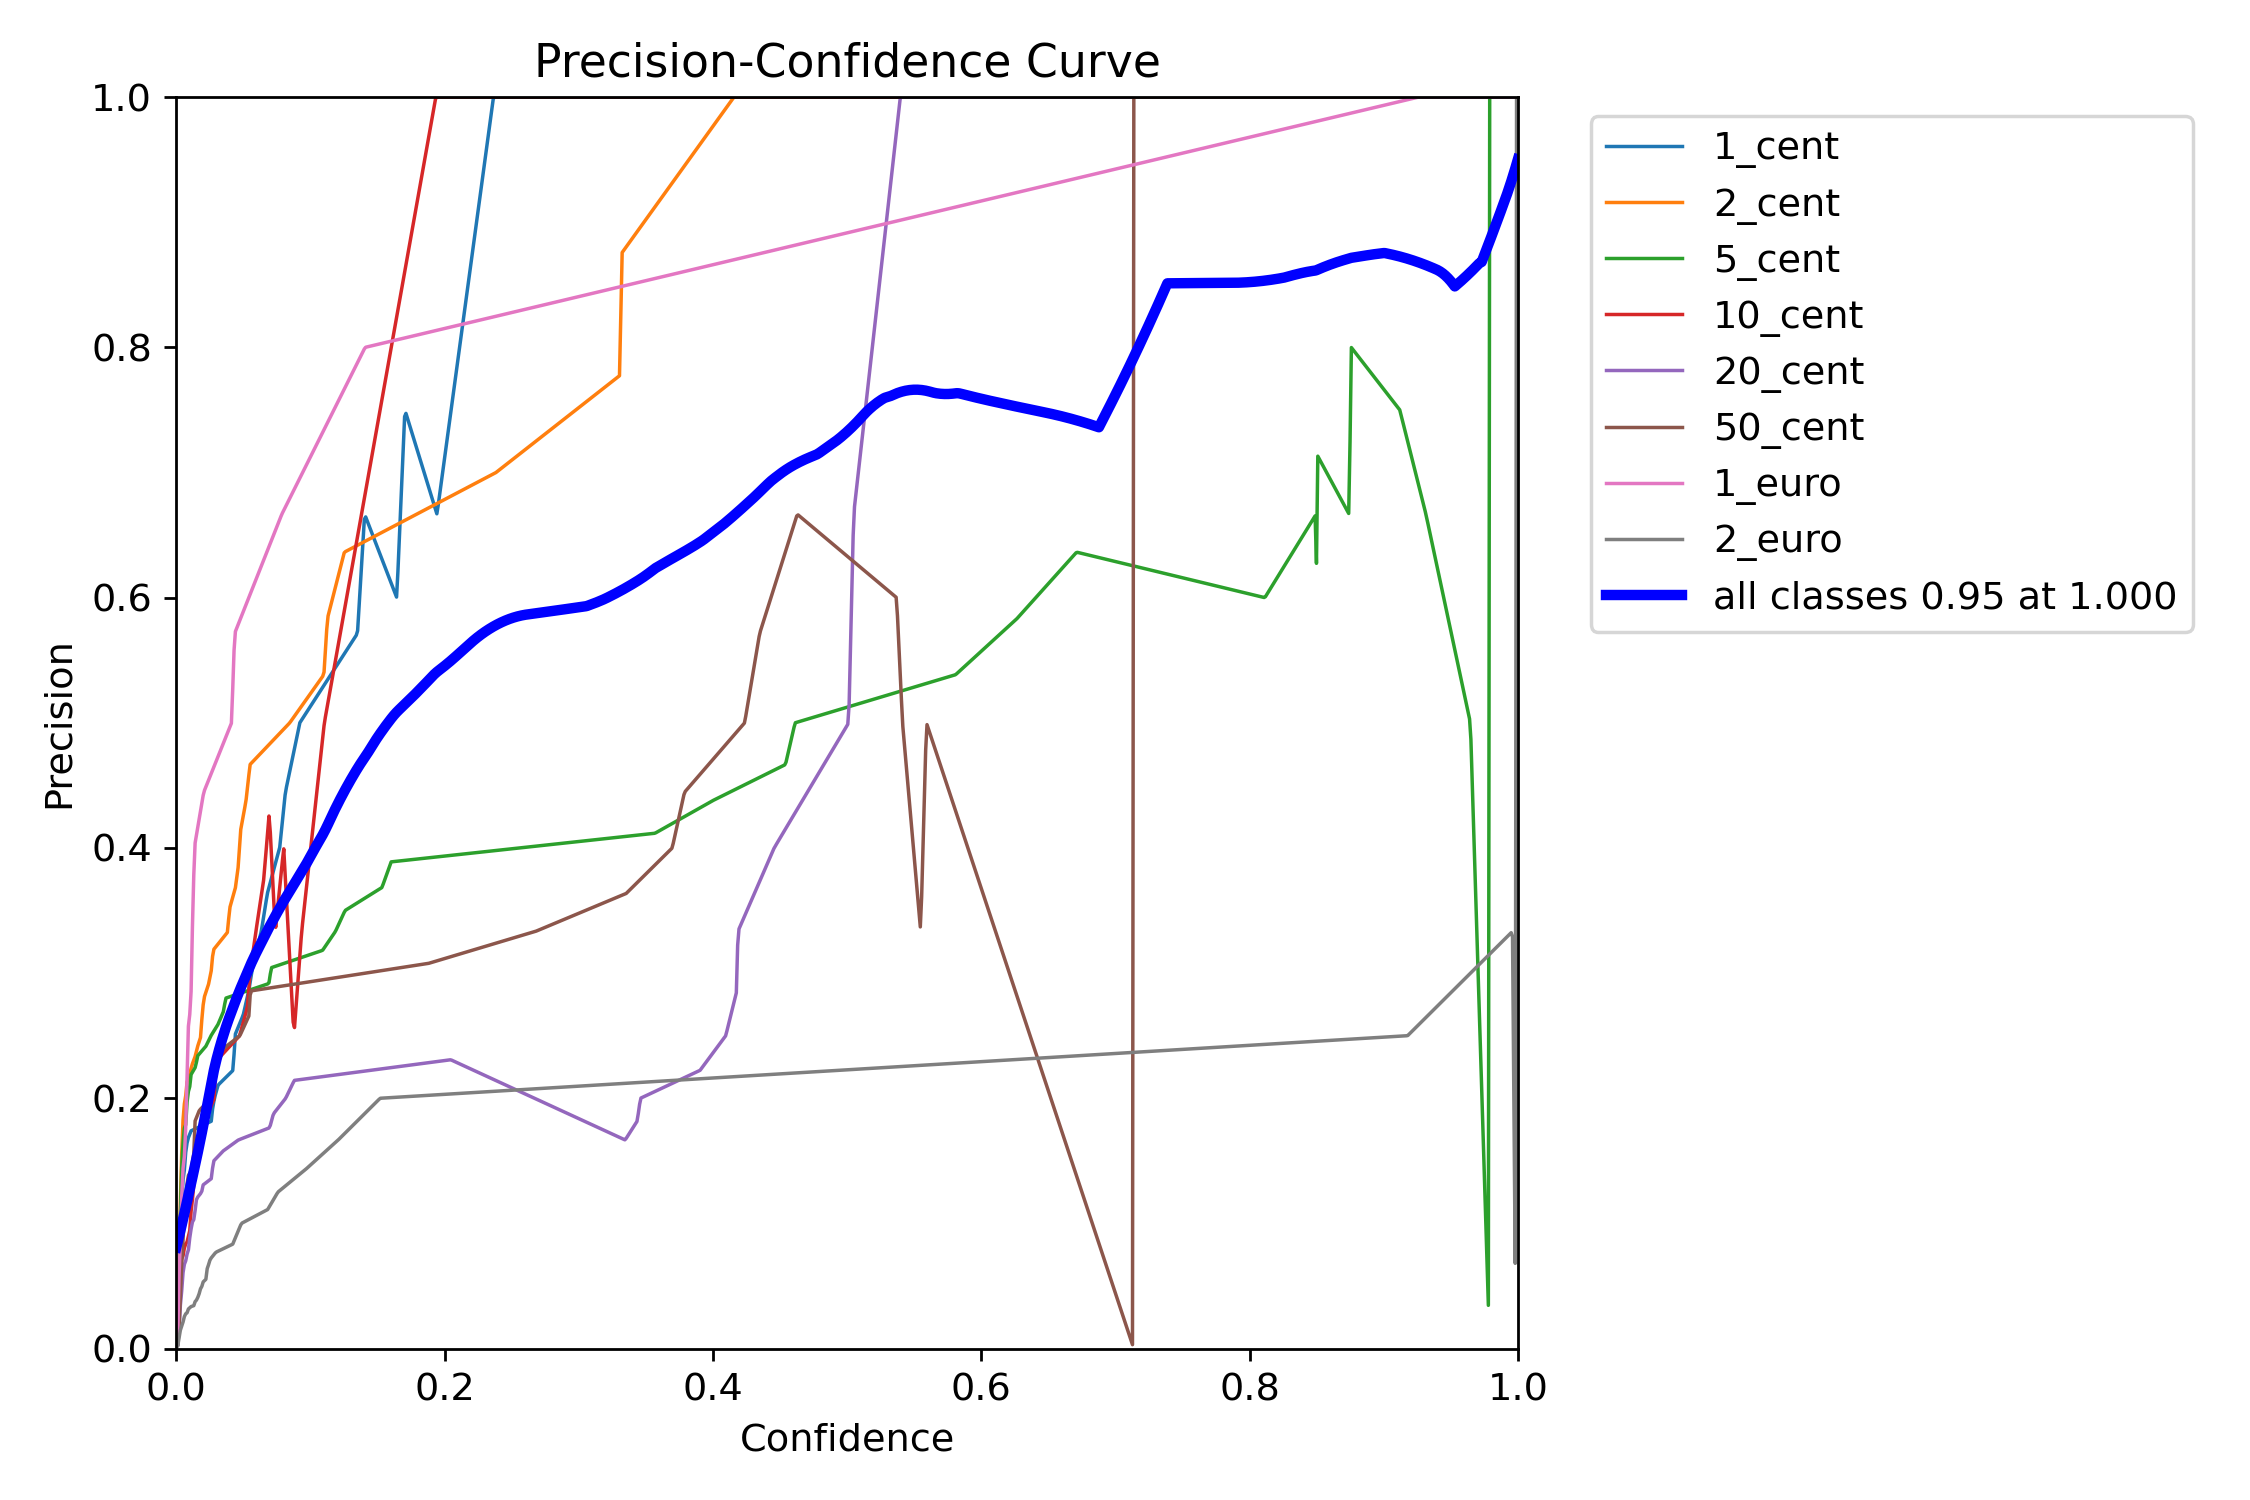 Precision-Confidence Curve
1.0
0.8
0.6
0.4
0.2
0.0
Precision
0.0 0.2 0.4 0.6 0.8 1.0
Confidence
1_cent
2_cent
5_cent
10_cent
20_cent
50_cent
1_euro
2_euro
all classes 0.95 at 1.000